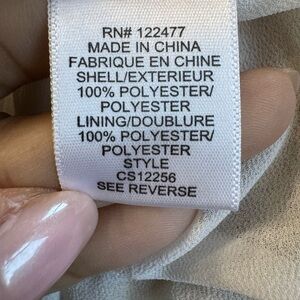 RN# 122477
MADE IN CHINA
FABRIQUE EN CHINE
SHELL/EXTERIEUR
100% POLYESTER/
POLYESTER
LINING/DOUBLURE
100% POLYESTER/
POLYESTER
STYLE
CS12256
SEE REVERSE